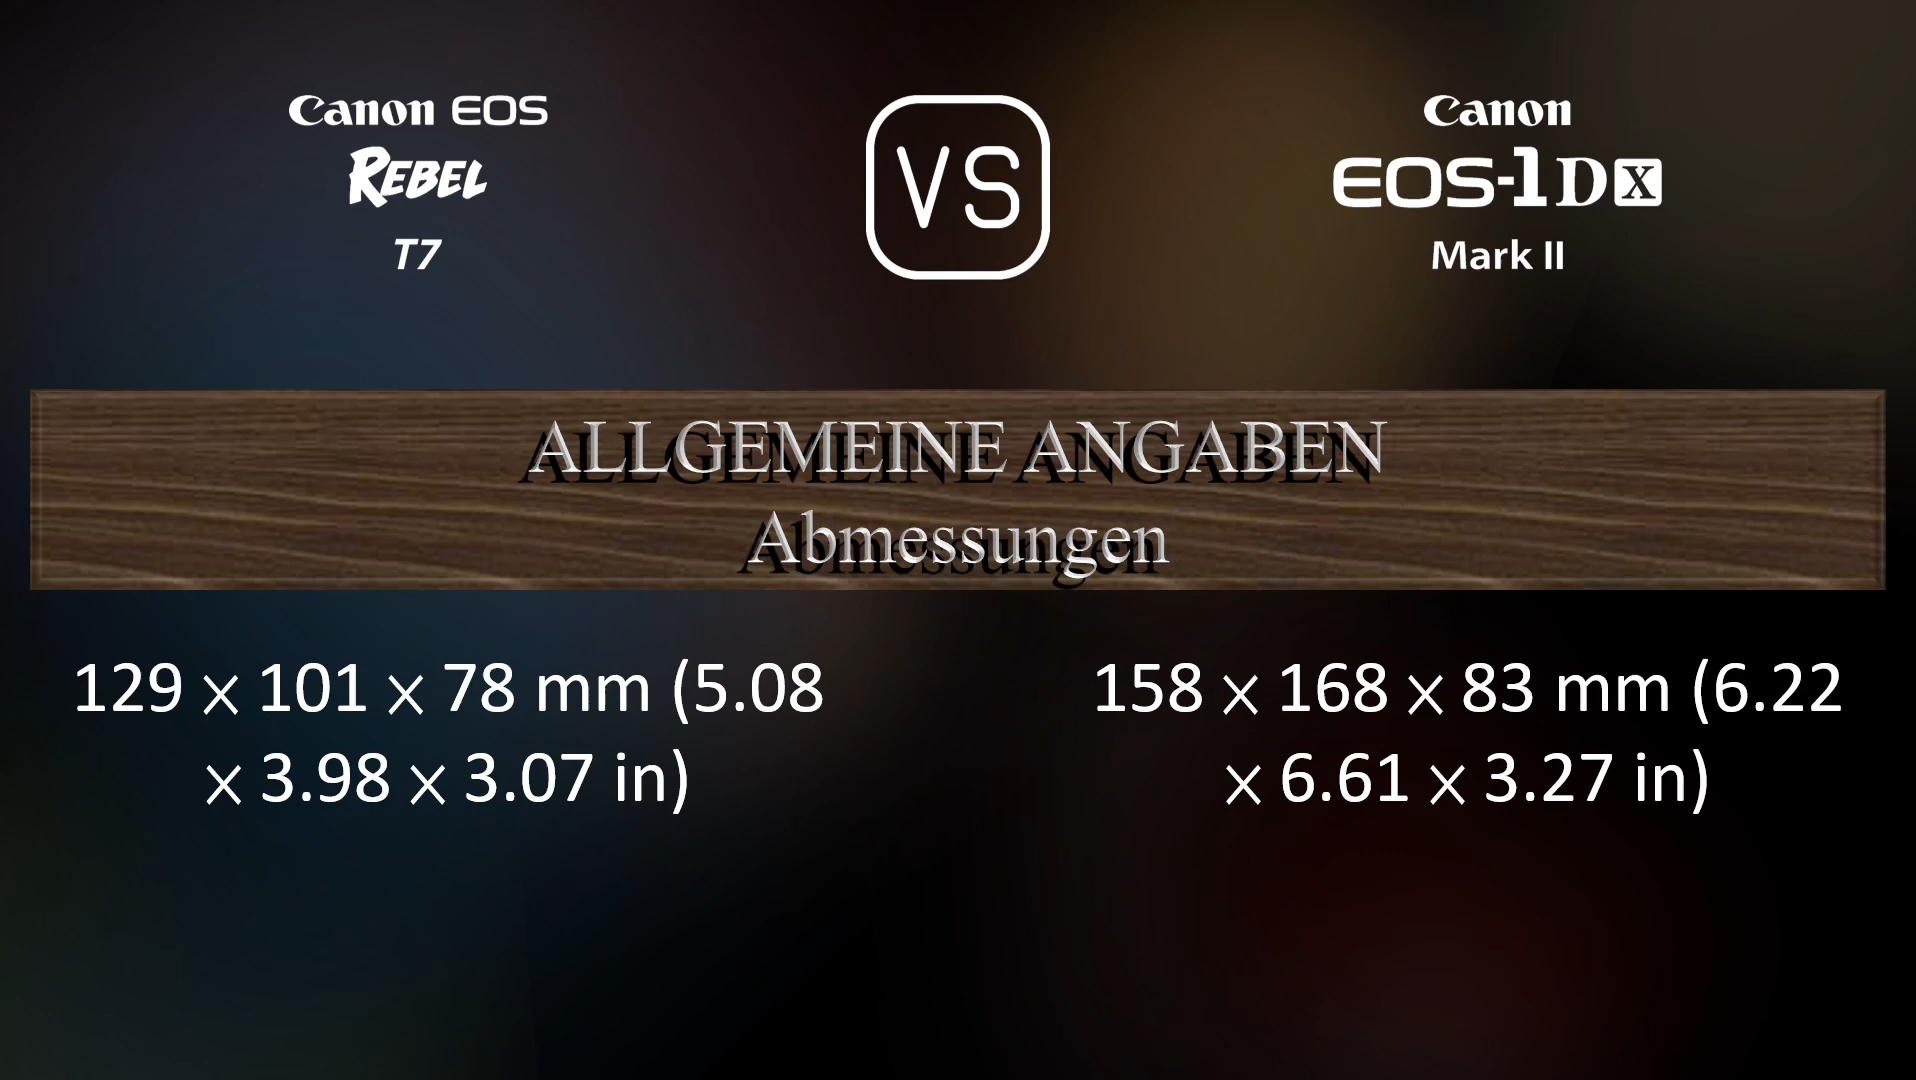 Canon EOS
REBEL
T7
VS
Canon
EOS-1 D X
Mark II
ALLGEMEINE ANGABEN
Abmessungen
129 x 101 x 78 mm (5.08
x 3.98 x 3.07 in)
158 x 168 x 83 mm (6.22
x 6.61 x 3.27 in)